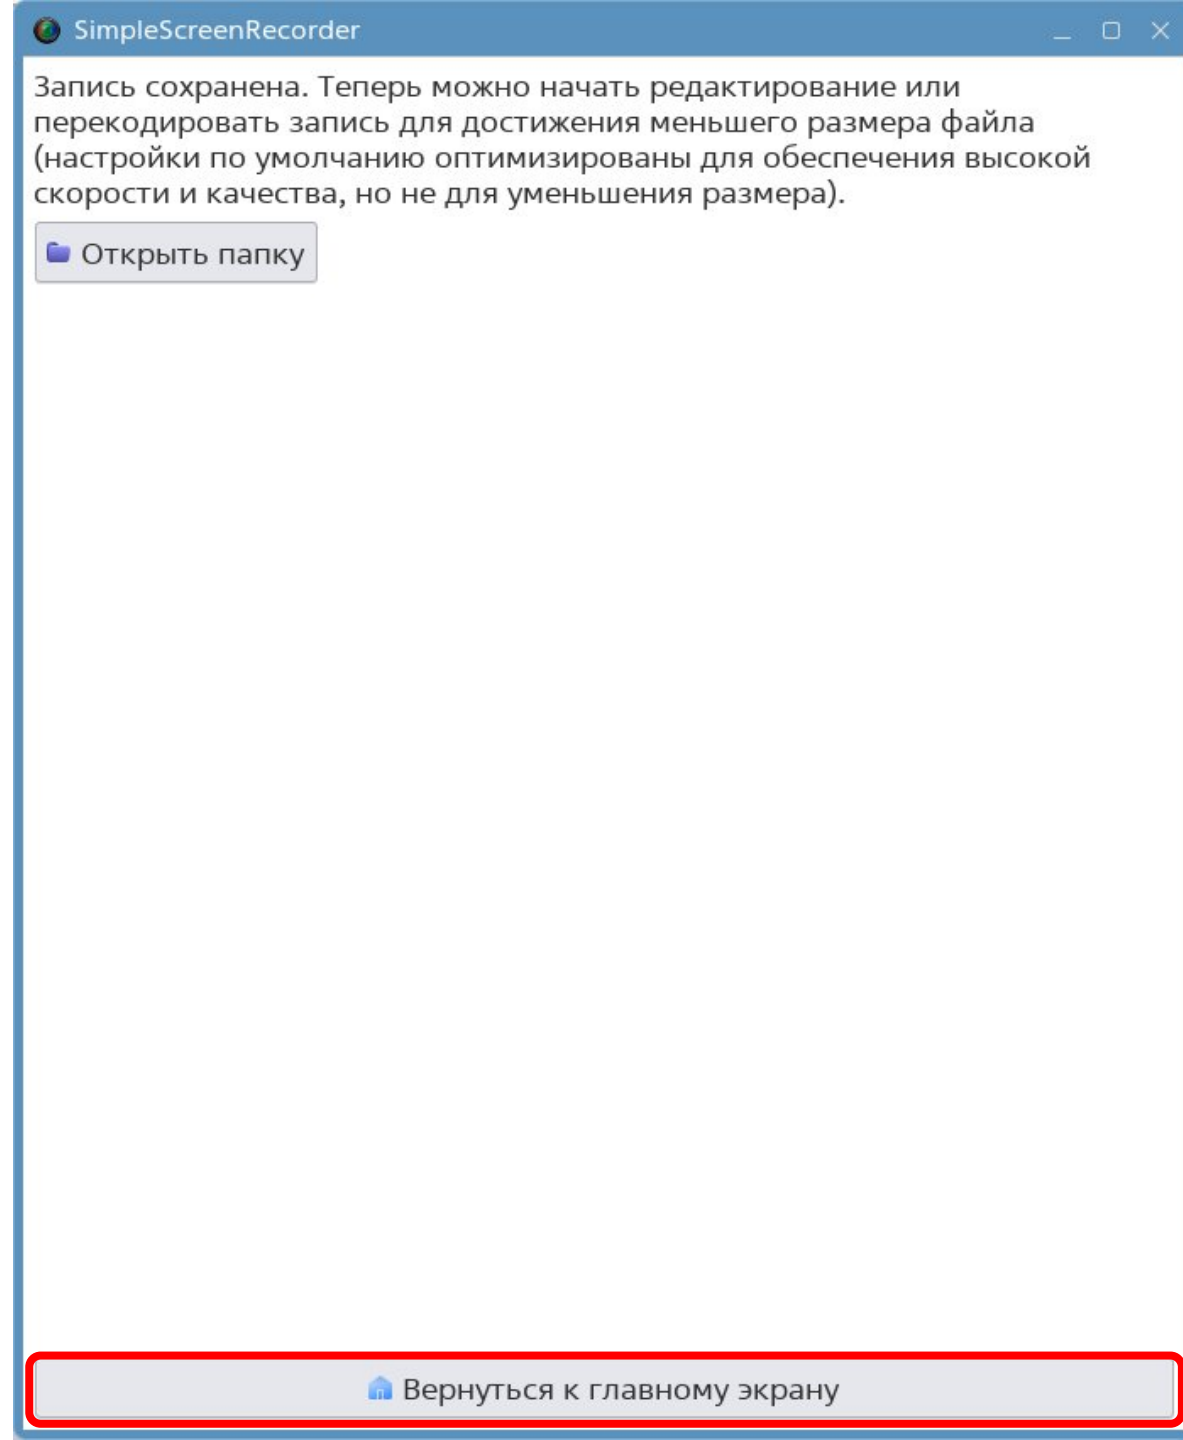 SimpleScreenRecorder
Запись сохранена. Теперь можно начать редактирование или
перекодировать запись для достижения меньшего размера файла
(настройки по умолчанию оптимизированы для обеспечения высокой
скорости и качества, но не для уменьшения размера).
Открыть папку
Вернуться к главному экрану